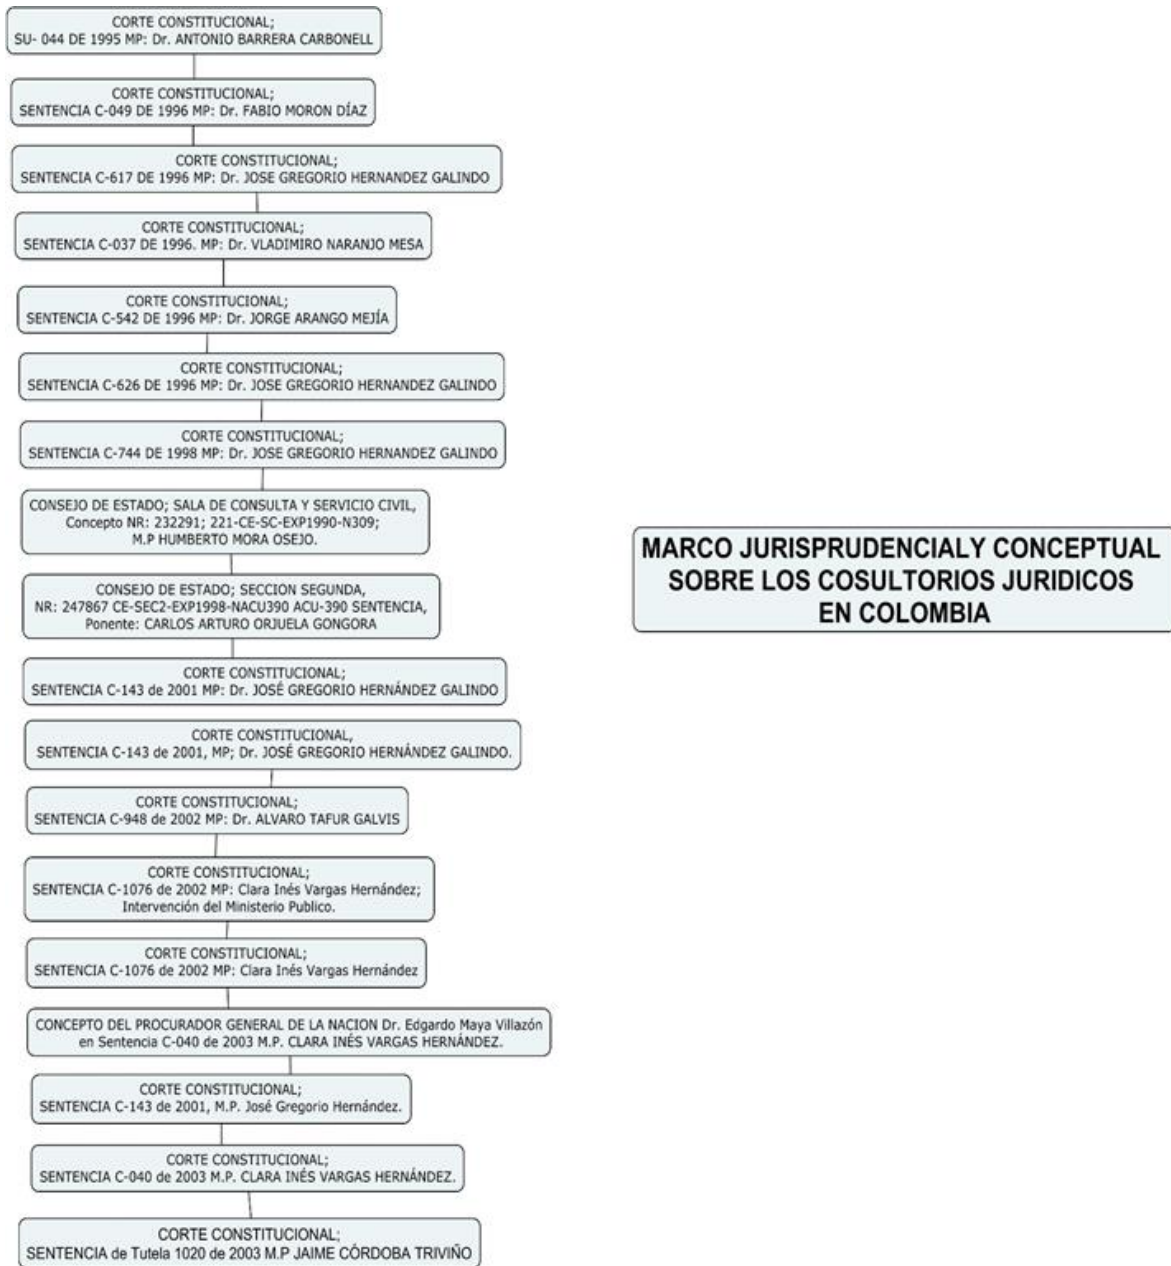 CORTE CONSTITUCIONAL;
SU- 044 DE 1995 MP: Dr. ANTONIO BARRERA CARBONELL
CORTE CONSTITUCIONAL;
SENTENCIA C-049 DE 1996 MP: Dr. FABIO MORON DÍAZ
CORTE CONSTITUCIONAL;
SENTENCIA C-617 DE 1996 MP: Dr. JOSE GREGORIO HERNANDEZ GALINDO
CORTE CONSTITUCIONAL;
SENTENCIA C-037 DE 1996. MP: Dr. VLADIMIRO NARANJO MESA
CORTE CONSTITUCIONAL;
SENTENCIA C-542 DE 1996 MP: Dr. JORGE ARANGO MEJÍA
CORTE CONSTITUCIONAL;
SENTENCIA C-626 DE 1996 MP: Dr. JOSE GREGORIO HERNANDEZ GALINDO
CORTE CONSTITUCIONAL;
SENTENCIA C-744 DE 1998 MP: Dr. JOSE GREGORIO HERNANDEZ GALINDO
CONSEJO DE ESTADO; SALA DE CONSULTA Y SERVICIO CIVIL,
Concepto NR: 232291; 221-CE-SC-EXP1990-N309;
M.P HUMBERTO MORA OSEJO.
CONSEJO DE ESTADO; SECCION SEGUNDA,
NR: 247867 CE-SEC2-EXP1998-NACU390 ACU-390 SENTENCIA,
Ponente: CARLOS ARTURO ORJUELA GONGORA
CORTE CONSTITUCIONAL;
SENTENCIA C-143 de 2001 MP: Dr. JOSÉ GREGORIO HERNÁNDEZ GALINDO
CORTE CONSTITUCIONAL,
SENTENCIA C-143 de 2001, MP; Dr. JOSÉ GREGORIO HERNÁNDEZ GALINDO.
CORTE CONSTITUCIONAL;
SENTENCIA C-948 de 2002 MP: Dr. ALVARO TAFUR GALVIS
CORTE CONSTITUCIONAL;
SENTENCIA C-1076 de 2002 MP: Clara Inés Vargas Hernández;
Intervención del Ministerio Publico.
CORTE CONSTITUCIONAL;
SENTENCIA C-1076 de 2002 MP: Clara Inés Vargas Hernández
CONCEPTO DEL PROCURADOR GENERAL DE LA NACION Dr. Edgardo Maya Villazón
en Sentencia C-040 de 2003 M.P. CLARA INÉS VARGAS HERNÁNDEZ.
CORTE CONSTITUCIONAL;
SENTENCIA C-143 de 2001, M.P. José Gregorio Hernández.
CORTE CONSTITUCIONAL;
SENTENCIA C-040 de 2003 M.P. CLARA INÉS VARGAS HERNÁNDEZ.
CORTE CONSTITUCIONAL;
SENTENCIA de Tutela 1020 de 2003 M.P JAIME CÓRDOBA TRIVIÑO
MARCO JURISPRUDENCIALY CONCEPTUAL
SOBRE LOS COSULTORIOS JURIDICOS
EN COLOMBIA